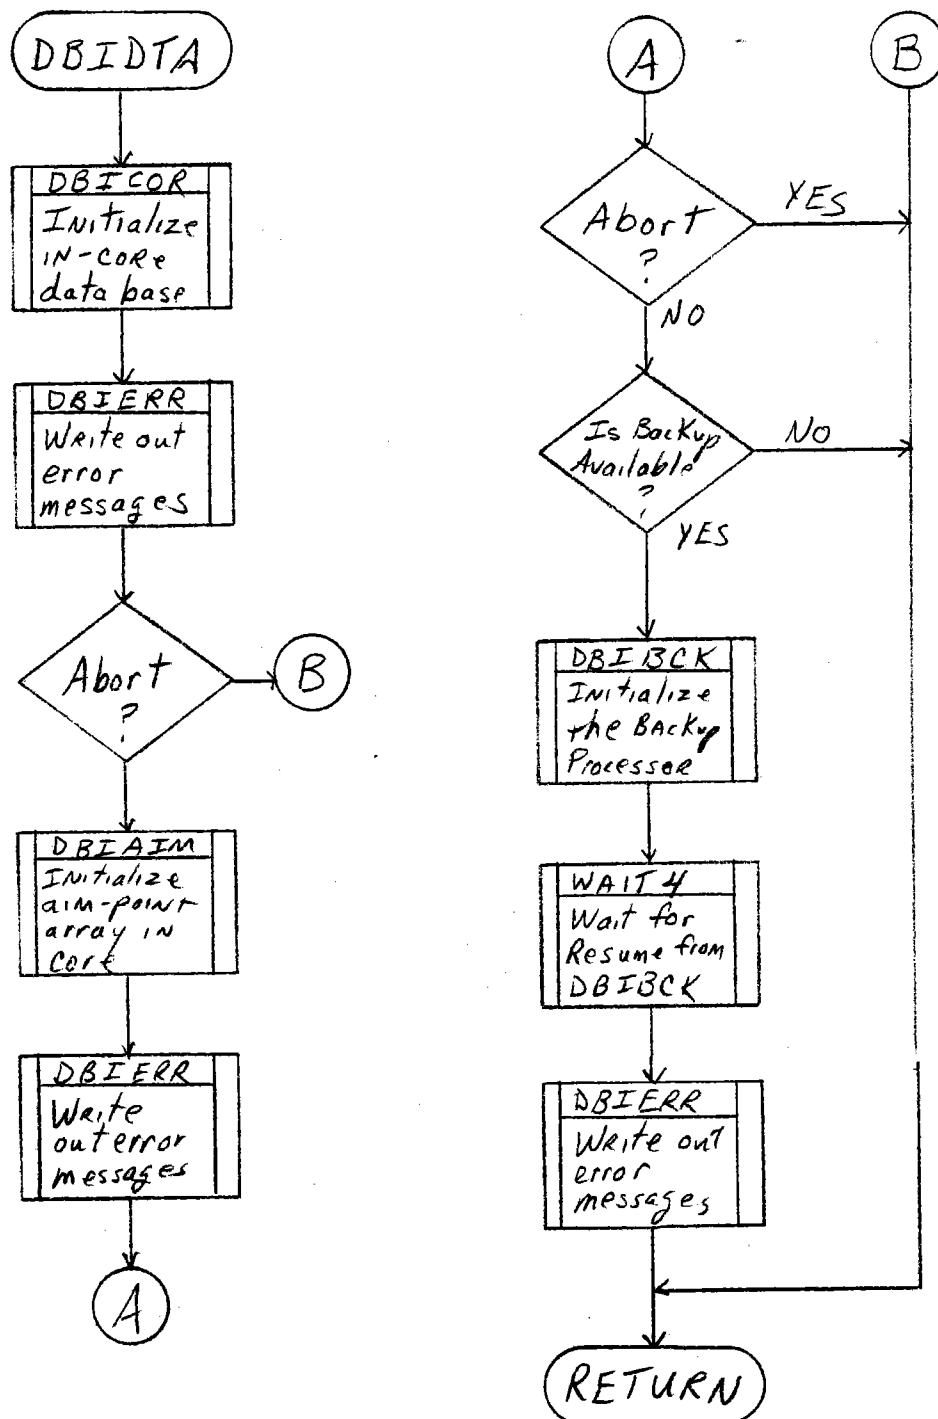 DBIDTA
DBICOR
Initialize
in-core
data base
DBIERR
Write out
error
messages
Abort
?
B
DBIAIM
Initialize
aim-point
array in
core
DBIERR
Write
out error
messages
A
A
Abort
?
YES
NO
Is Backup
Available
?
NO
YES
DBIBCK
Initialize
the Backup
Processor
WAIT4
Wait for
Resume from
DBIBCK
DBIERR
Write out
error
messages
B
RETURN